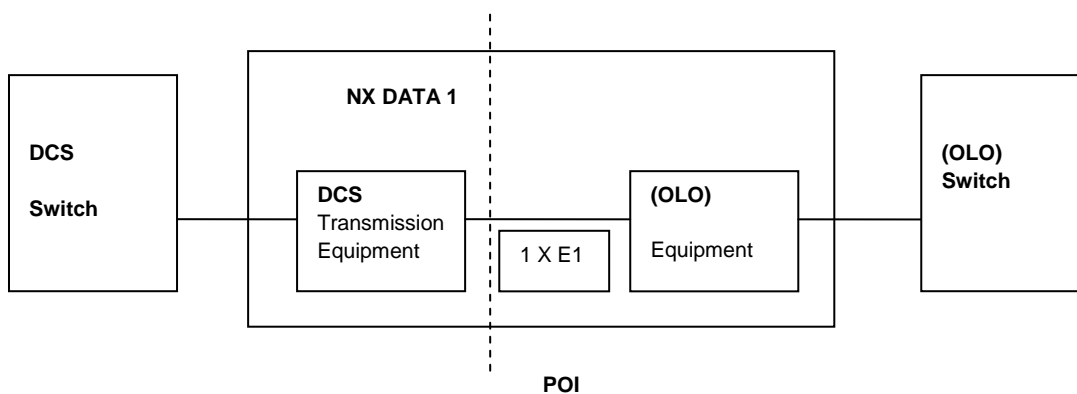 NX DATA 1
DCS
Switch
DCS
Transmission
Equipment
1 X E1
(OLO)
Equipment
(OLO)
Switch
POI